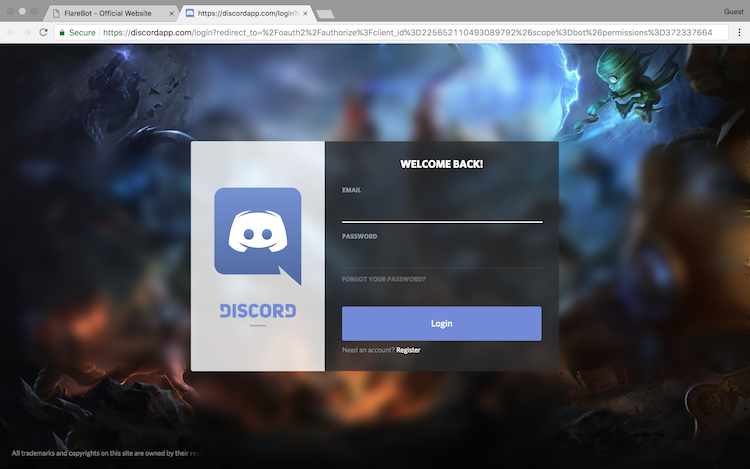 FlareBot - Official Website
https://discordapp.com/login?
Guest
Secure
https://discordapp.com/login?redirect_to=%2Foauth2%2Fauthorize%3Fclient_id%3D225652110493089792%26scope%3Dbot%26permissions%3D372337664
WELCOME BACK!
EMAIL
PASSWORD
FORGOT YOUR PASSWORD?
DISCORD
Login
Need an account? Register
All trademarks and copyrights on this site are owned by their